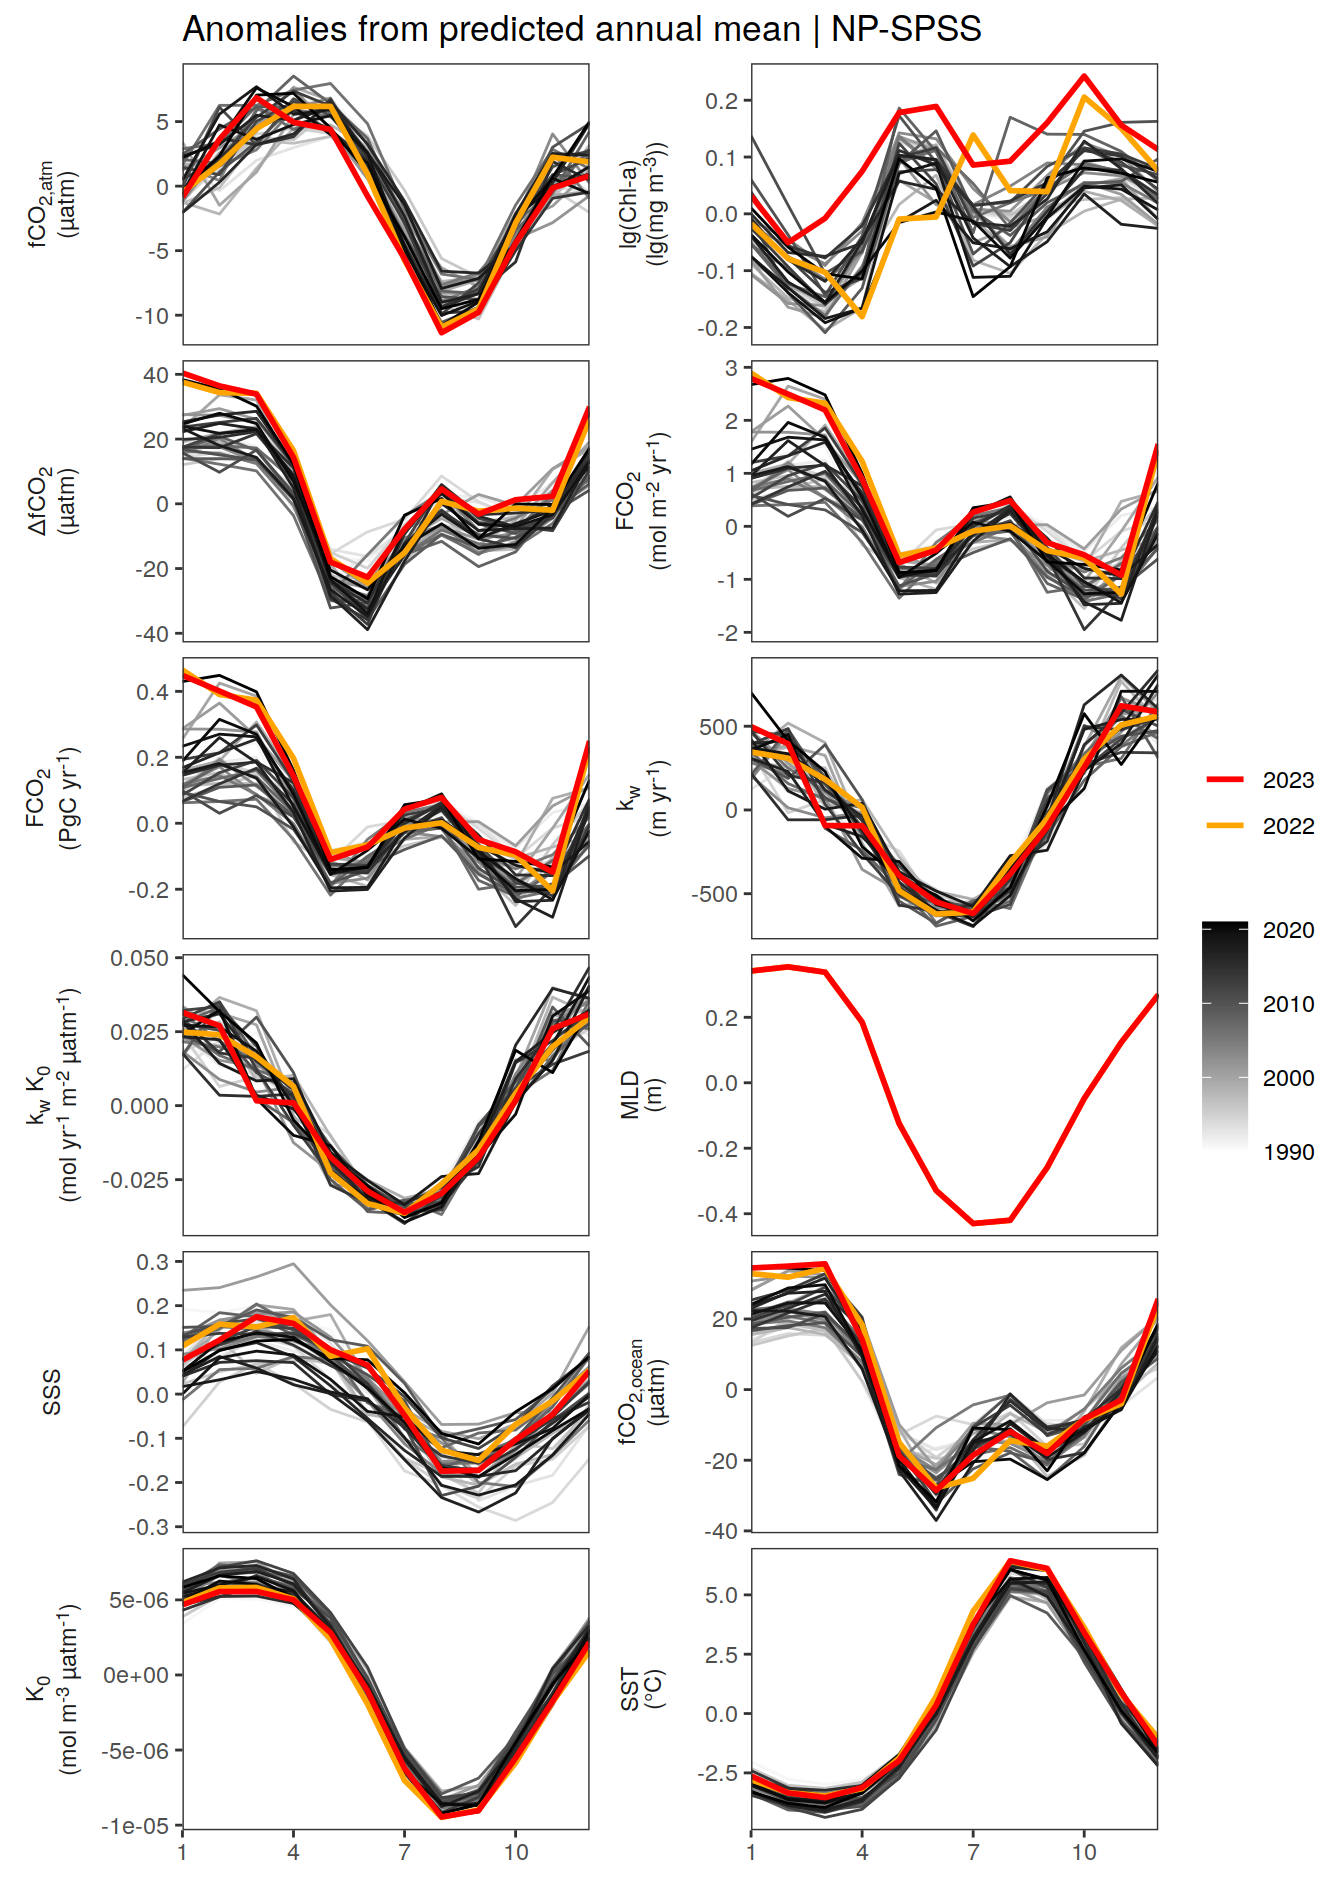 Anomalies from predicted annual mean | NP-SPSS
fCO2,atm
(µatm)
5
0
-5
-10
lg(Chl-a)
(lg(mg m-3))
0.2
0.1
0.0
-0.1
-0.2
ΔfCO2
(µatm)
40
20
0
-20
-40
FCO2
(mol m-2 yr-1)
3
2
1
0
-1
-2
FCO2
(PgC yr-1)
0.4
0.2
0.0
-0.2
kw
(m yr-1)
500
0
-500
kw K0
(mol yr-1 m-2 µatm-1)
0.050
0.025
0.000
-0.025
MLD
(m)
0.2
0.0
-0.2
-0.4
SSS
0.3
0.2
0.1
0.0
-0.1
-0.2
-0.3
fCO2,ocean
(µatm)
20
0
-20
-40
K0
(mol m-3 µatm-1)
5e-06
0e+00
-5e-06
-1e-05
1 4 7 10
SST
(°C)
5.0
2.5
0.0
-2.5
1 4 7 10
2023
2022
2020
2010
2000
1990